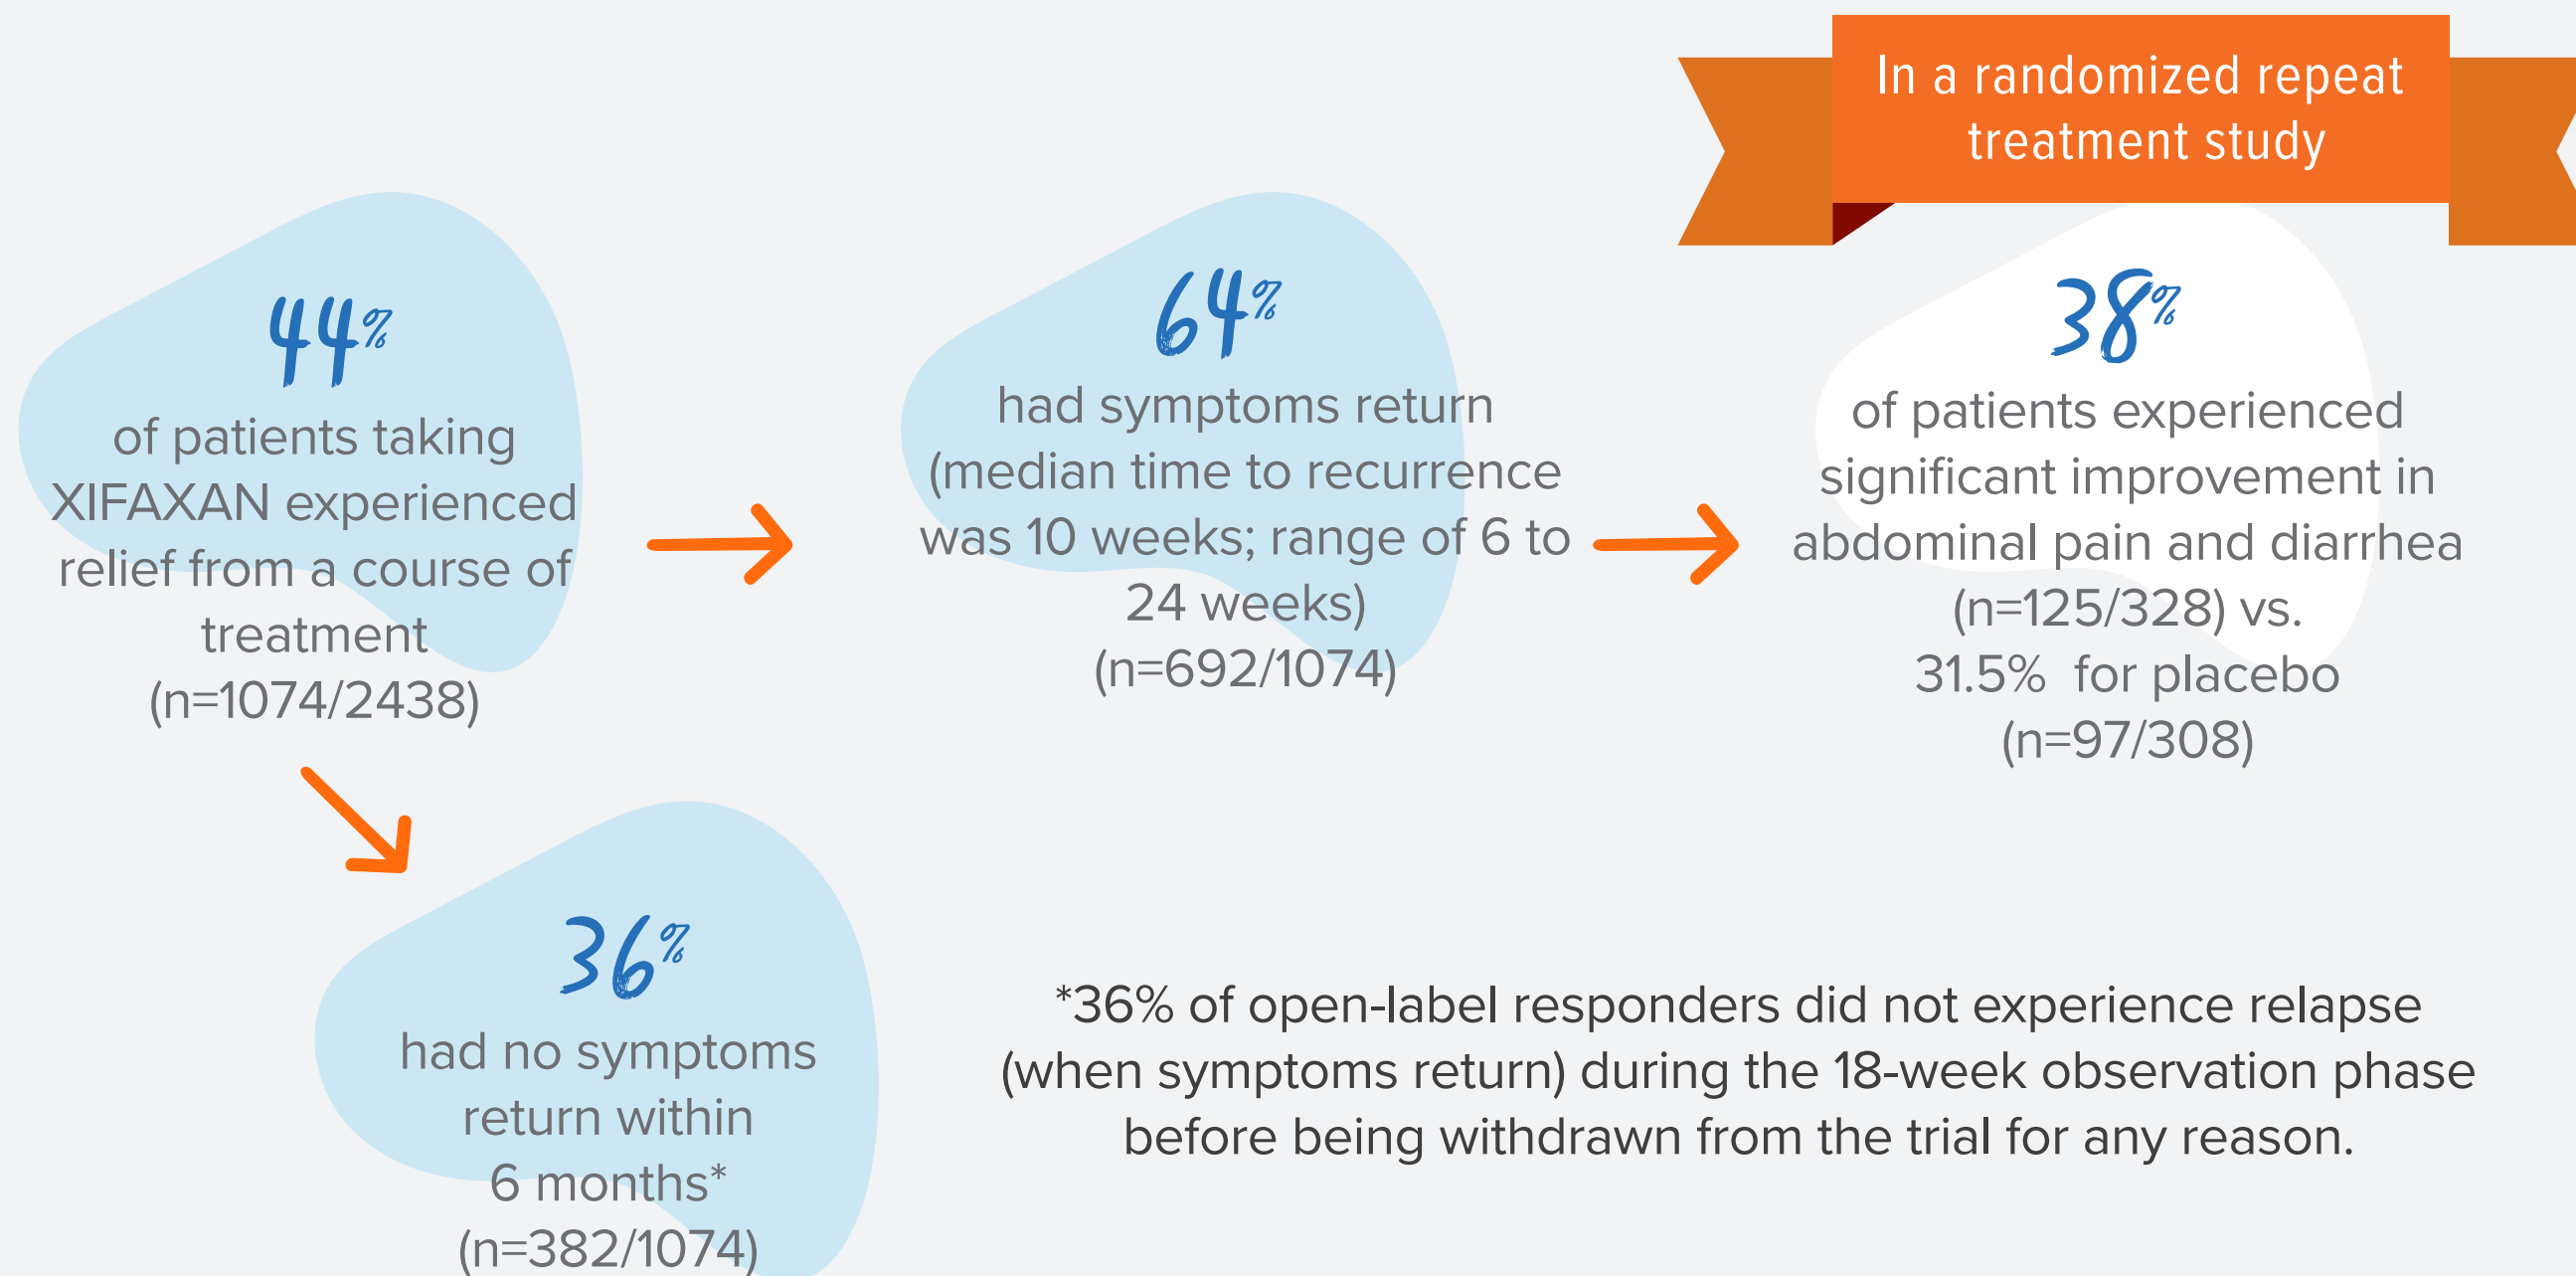 In a randomized repeat
treatment study
44%
of patients taking
XIFAXAN experienced
relief from a course of
treatment
(n=1074/2438)
64%
had symptoms return
(median time to recurrence
was 10 weeks; range of 6 to
24 weeks)
(n=692/1074)
38%
of patients experienced
significant improvement in
abdominal pain and diarrhea
(n=125/328) vs.
31.5% for placebo
(n=97/308)
36%
had no symptoms
return within
6 months*
(n=382/1074)
*36% of open-label responders did not experience relapse
(when symptoms return) during the 18-week observation phase
before being withdrawn from the trial for any reason.